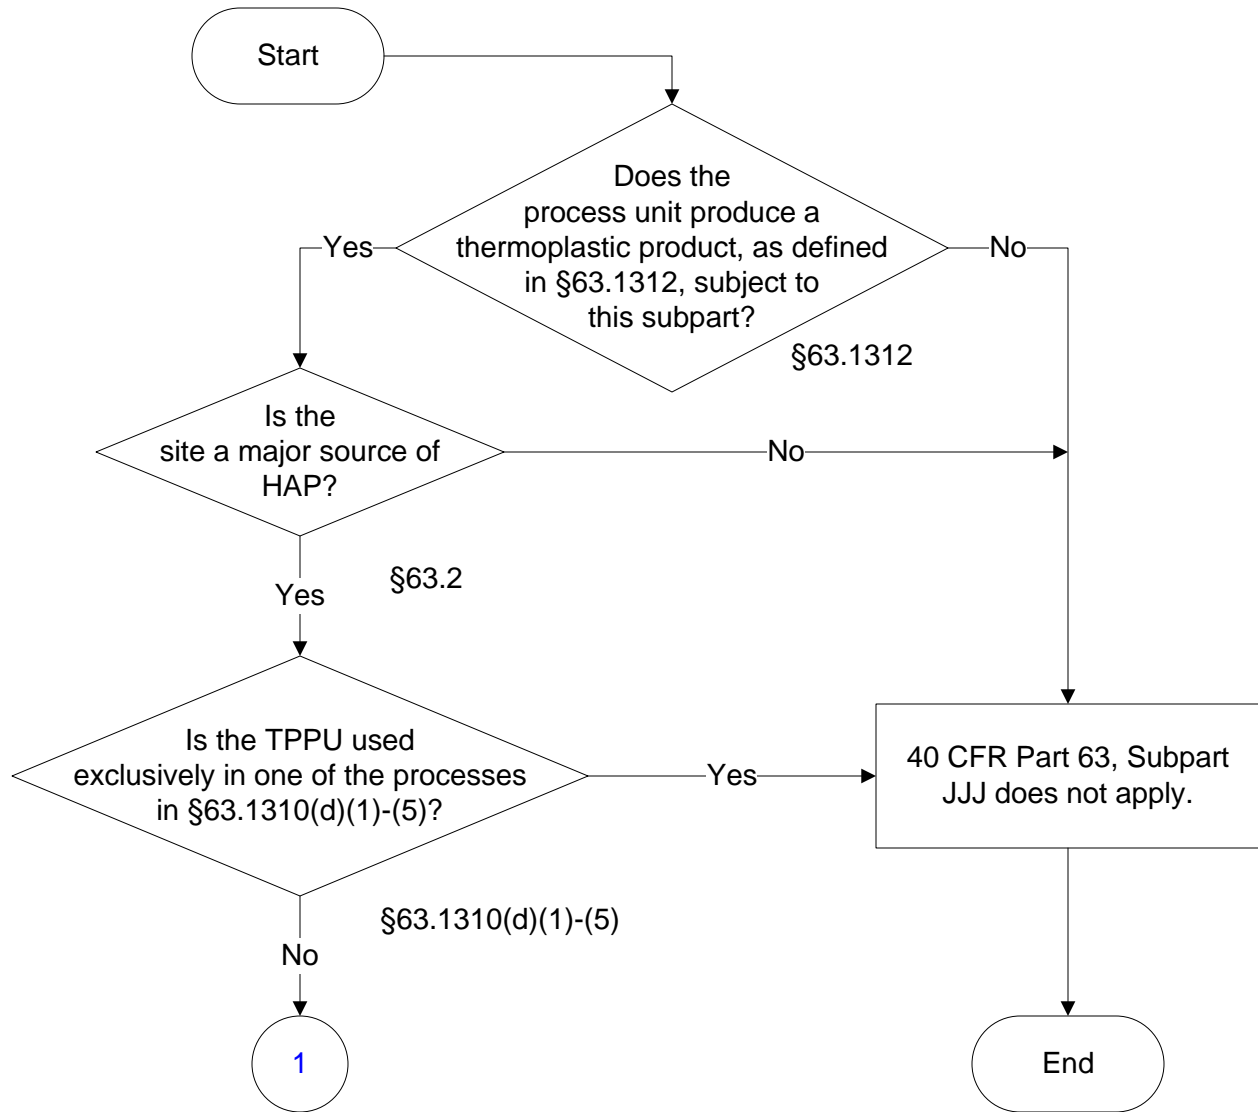 Start
Does the
process unit produce a
thermoplastic product, as defined
in §63.1312, subject to
this subpart?
Yes
No
§63.1312
Is the
site a major source of
HAP?
No
§63.2
Yes
Is the TPPU used
exclusively in one of the processes
in §63.1310(d)(1)-(5)?
Yes
40 CFR Part 63, Subpart
JJJ does not apply.
§63.1310(d)(1)-(5)
No
1
End